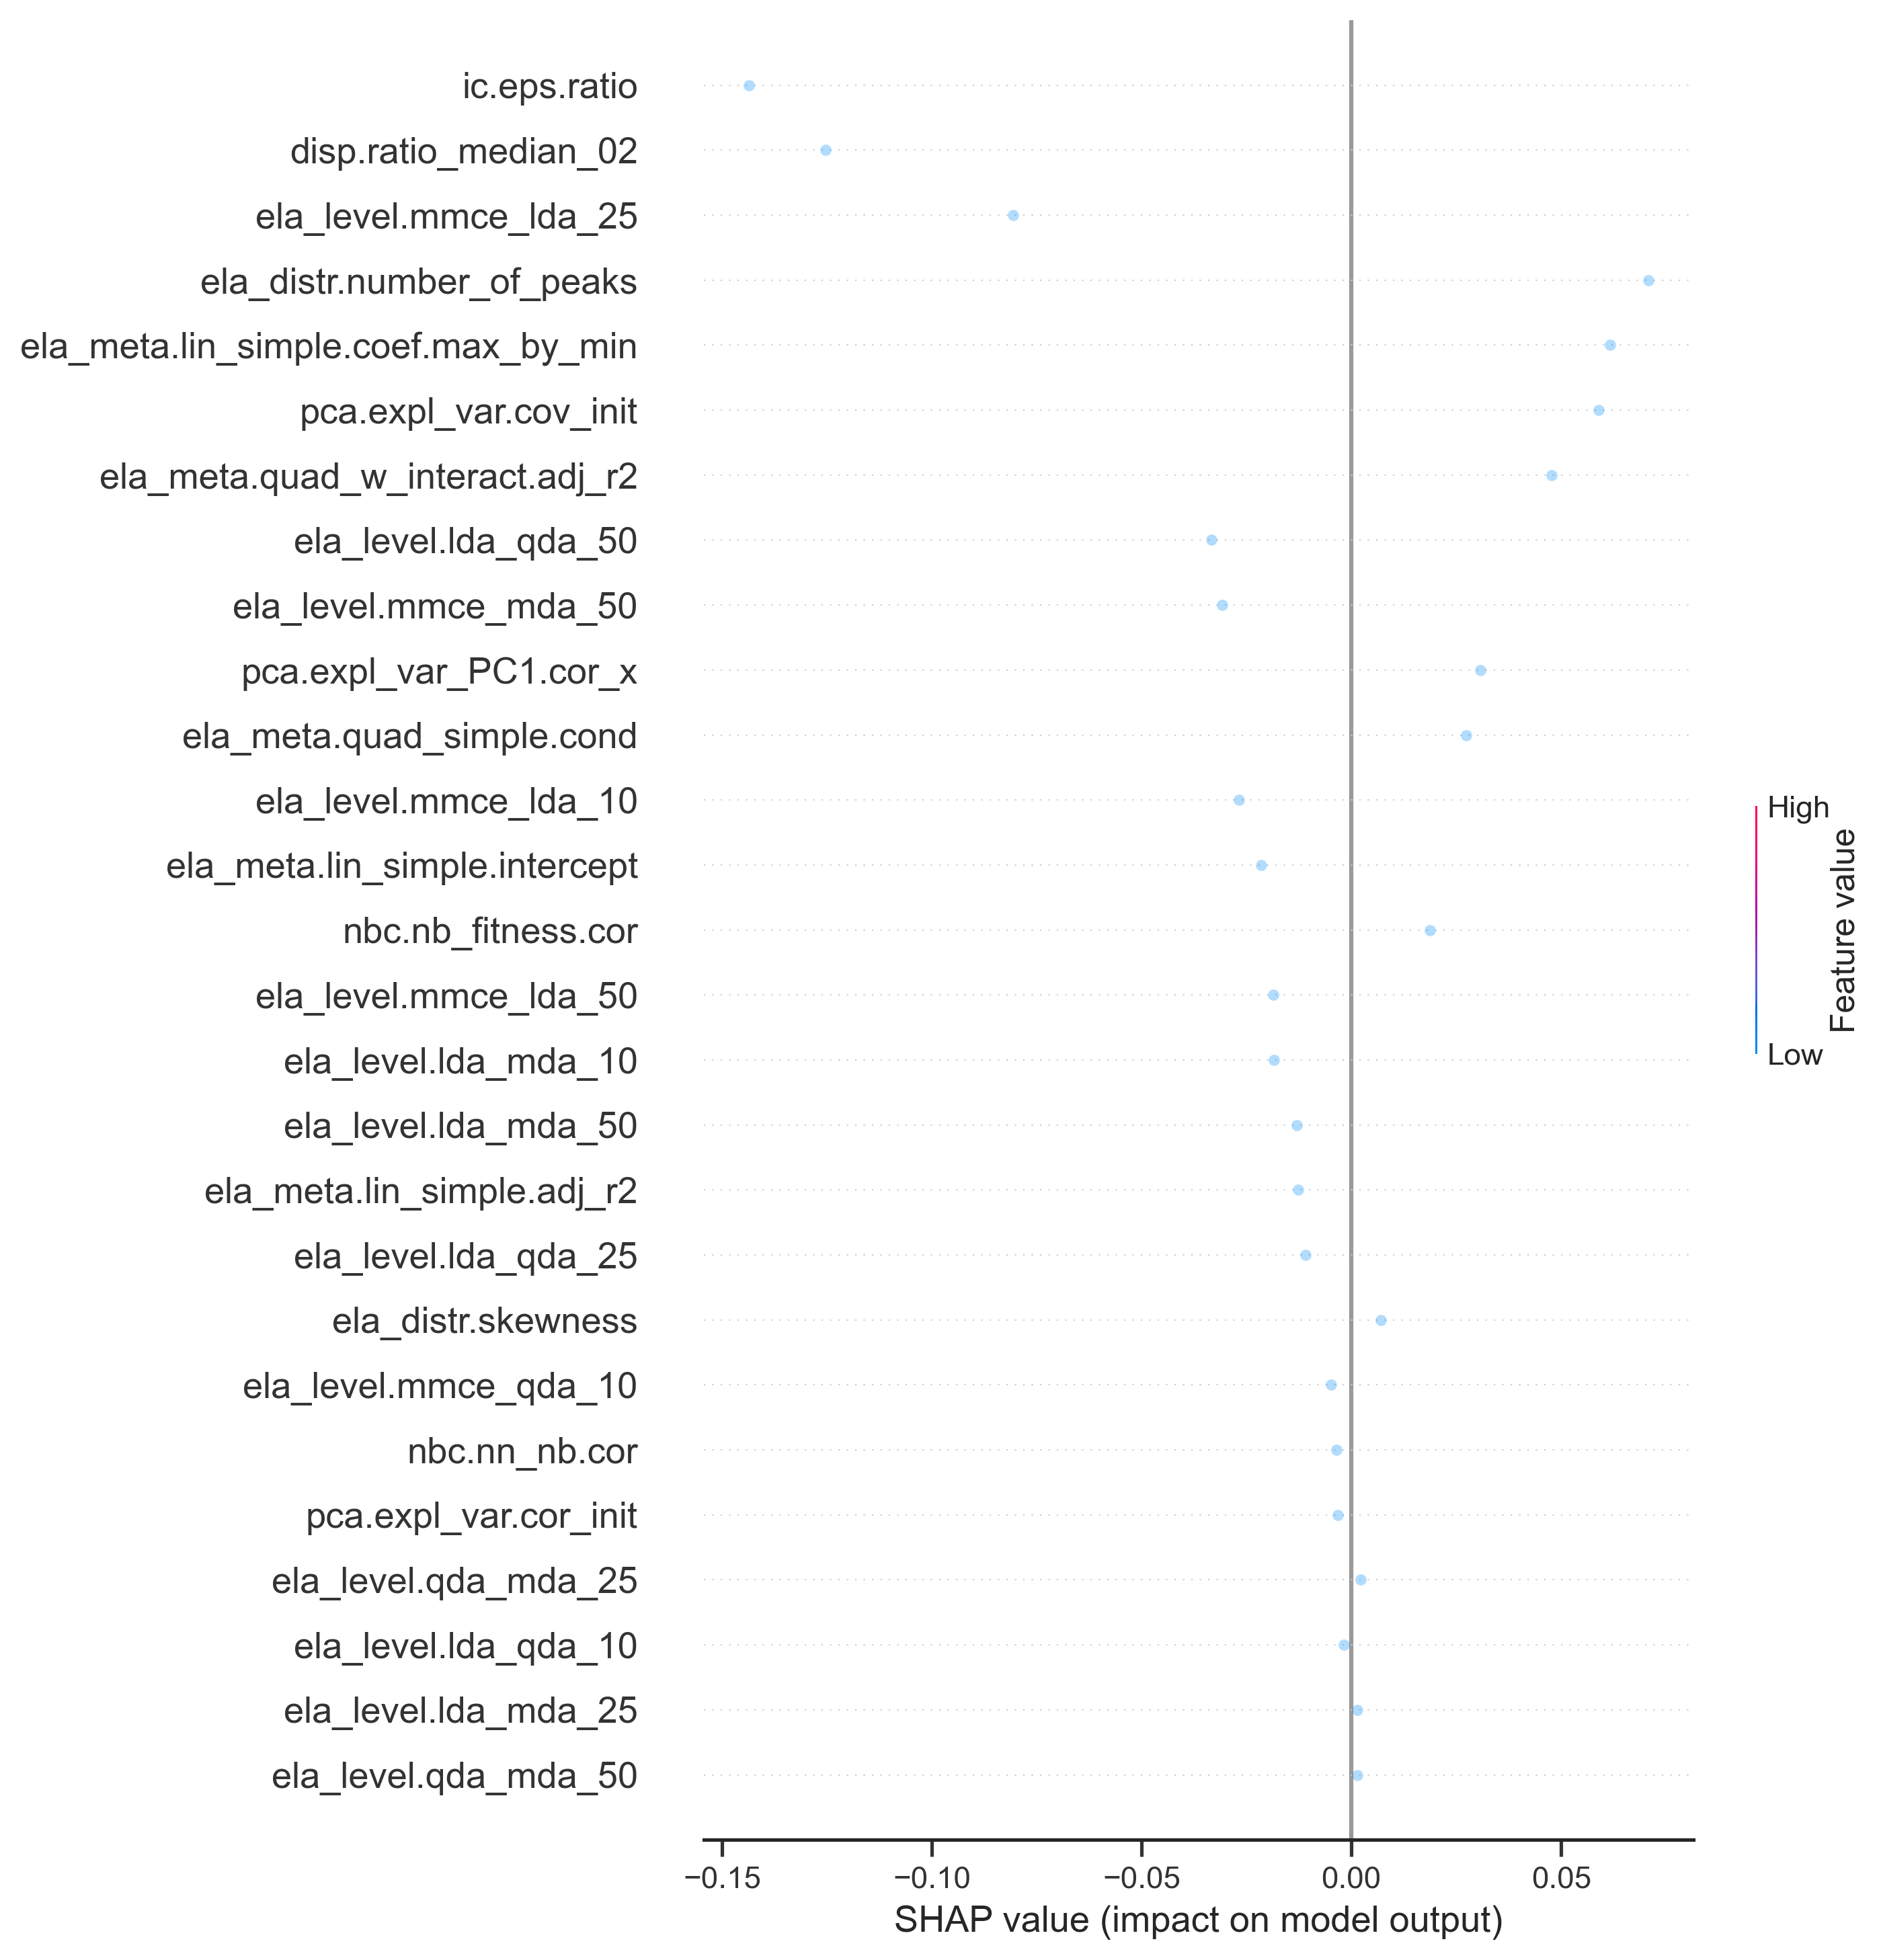 ic.eps.ratio
disp.ratio_median_02
ela_level.mmce_lda_25
ela_distr.number_of_peaks
ela_meta.lin_simple.coef.max_by_min
pca.expl_var.cov_init
ela_meta.quad_w_interact.adj_r2
ela_level.lda_qda_50
ela_level.mmce_mda_50
pca.expl_var_PC1.cor_x
ela_meta.quad_simple.cond
ela_level.mmce_lda_10
ela_meta.lin_simple.intercept
nbc.nb_fitness.cor
ela_level.mmce_lda_50
ela_level.lda_mda_10
ela_level.lda_mda_50
ela_meta.lin_simple.adj_r2
ela_level.lda_qda_25
ela_distr.skewness
ela_level.mmce_qda_10
nbc.nn_nb.cor
pca.expl_var.cor_init
ela_level.qda_mda_25
ela_level.lda_qda_10
ela_level.lda_mda_25
ela_level.qda_mda_50
−0.15 −0.10 −0.05 0.00 0.05
SHAP value (impact on model output)
High
Feature value
Low